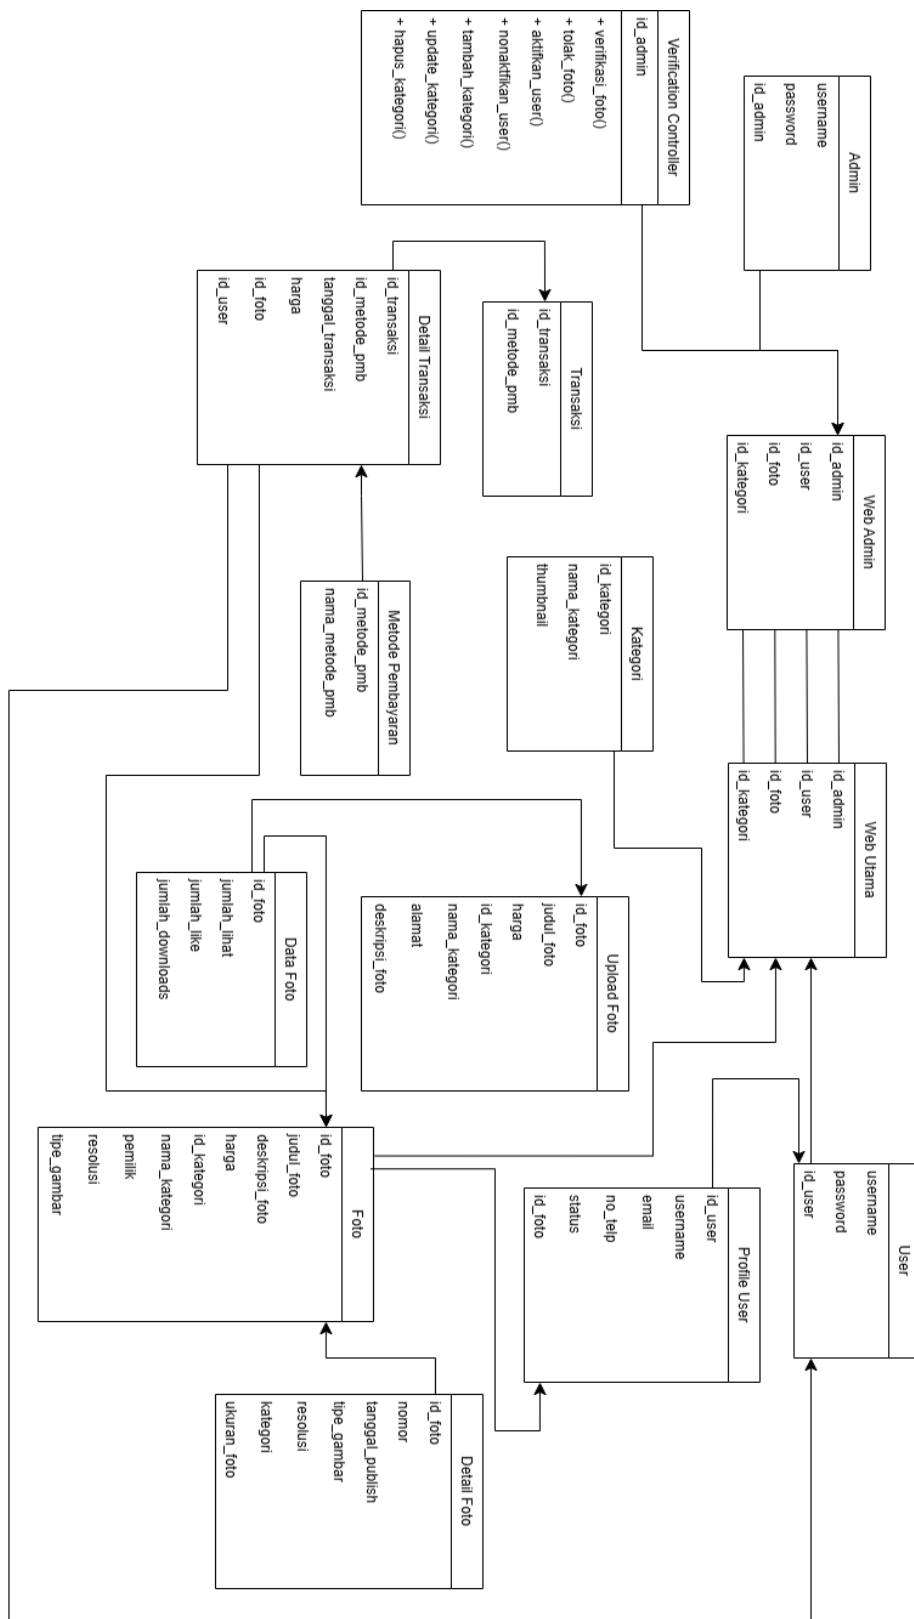 Admin
username
password
id_admin
Verification Controller
id_admin
+ verifikasi_foto()
+ tolak_foto()
+ aktifkan_user()
+ nonaktfikan_user()
+ tambah_kategori()
+ update_kategori()
+ hapus_kategori()
Web Admin
id_admin
id_user
id_foto
id_kategori
Transaksi
id_transaksi
id_metode_pmb
Detail Transaksi
id_transaksi
id_metode_pmb
tanggal_transaksi
harga
id_foto
id_user
Web Utama
id_admin
id_user
id_foto
id_kategori
Kategori
id_kategori
nama_kategori
thumbnail
Metode Pembayaran
id_metode_pmb
nama_metode_pmb
Upload Foto
id_foto
judul_foto
harga
id_kategori
nama_kategori
alamat
deskripsi_foto
Data Foto
id_foto
jumlah_lihat
jumlah_like
jumlah_downloads
User
username
password
id_user
Profile User
id_user
username
email
no_telp
status
id_foto
Foto
id_foto
judul_foto
deskripsi_foto
harga
id_kategori
nama_kategori
pemilik
resolusi
tipe_gambar
Detail Foto
id_foto
nomor
tanggal_publish
tipe_gambar
resolusi
kategori
ukuran_foto